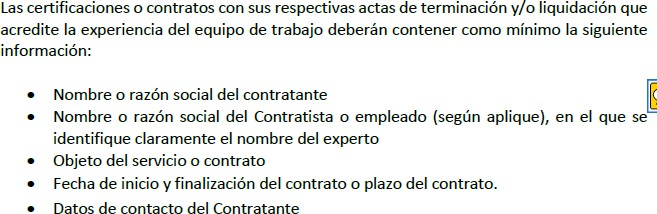 Las certificaciones o contratos con sus respectivas actas de terminación y/o liquidación que
acredite la experiencia del equipo de trabajo deberán contener como mínimo la siguiente
información:
• Nombre o razón social del contratante
• Nombre o razón social del Contratista o empleado (según aplique), en el que se
identifique claramente el nombre del experto
• Objeto del servicio o contrato
• Fecha de inicio y finalización del contrato o plazo del contrato.
• Datos de contacto del Contratante